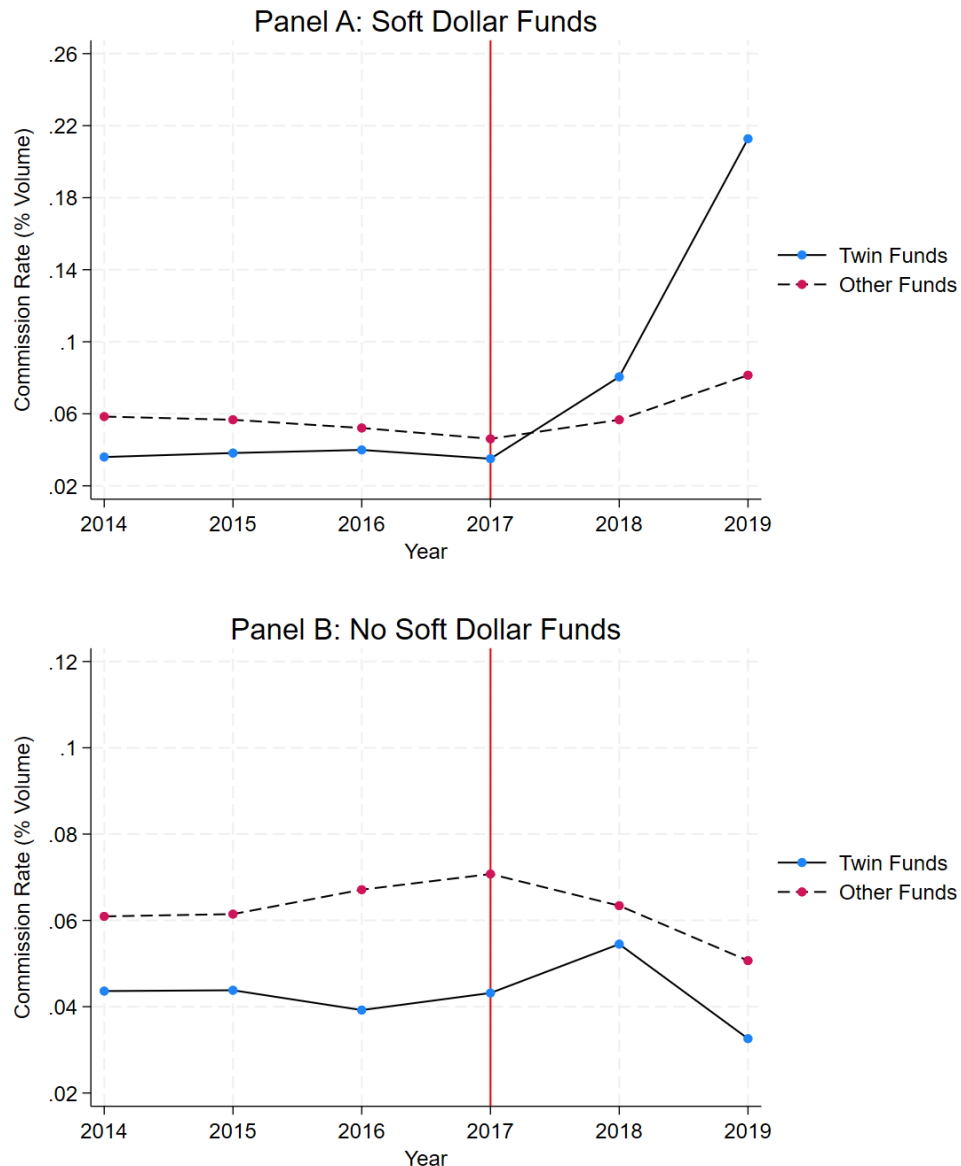 Panel A: Soft Dollar Funds
.26
.22
.18
.14
.1
.06
.02
Commission Rate (% Volume)
2014 2015 2016 2017 2018 2019
Year
Twin Funds
Other Funds
Panel B: No Soft Dollar Funds
.12
.1
.08
.06
.04
.02
Commission Rate (% Volume)
2014 2015 2016 2017 2018 2019
Year
Twin Funds
Other Funds